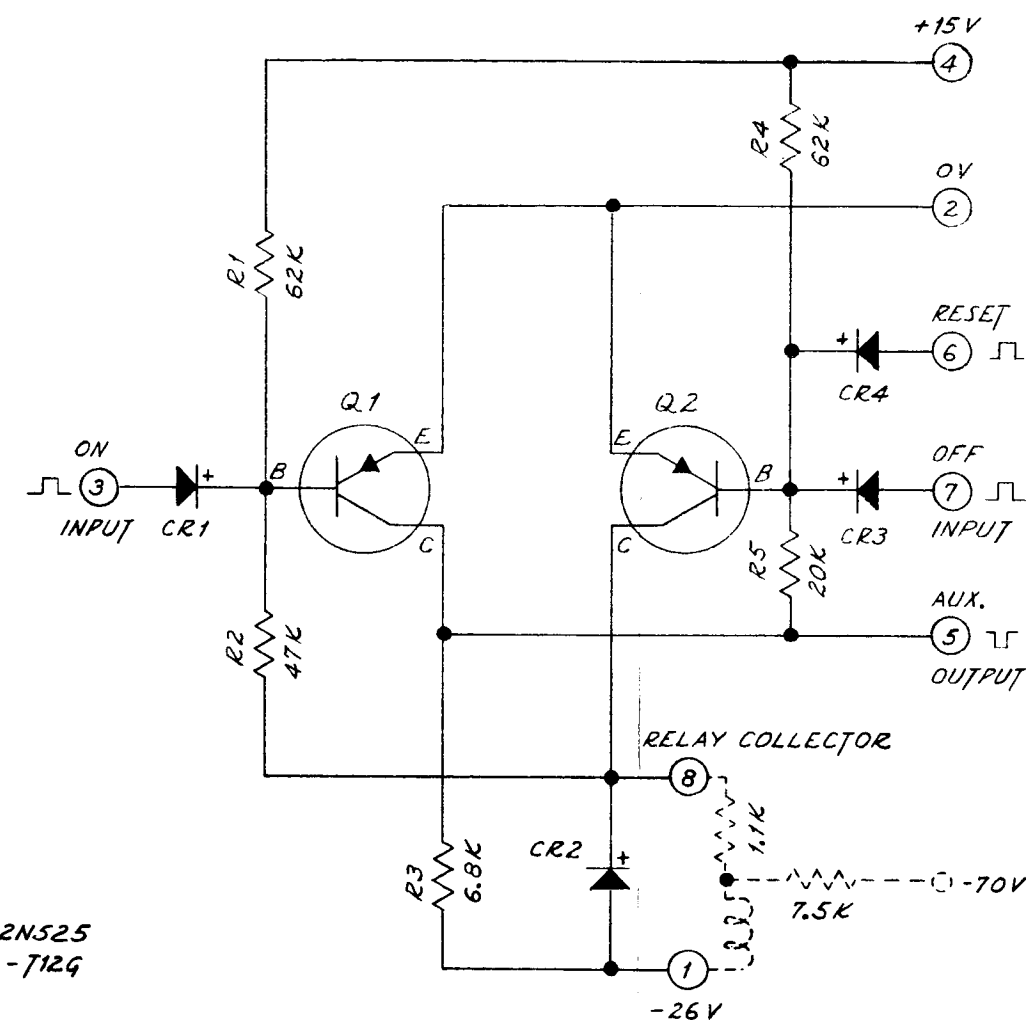 +15V
4
R4
62K
0V
2
R1
62K
RESET
6
+
CR4
Q1
Q2
E
E
ON
3
INPUT
+
CR1
B
B
C
C
OFF
7
+
CR3
INPUT
R5
20K
AUX.
5
OUTPUT
R2
47K
RELAY COLLECTOR
8
1.1K
CR2
+
R3
6.8K
-70V
7.5K
2N525
-T12G
1
-26V